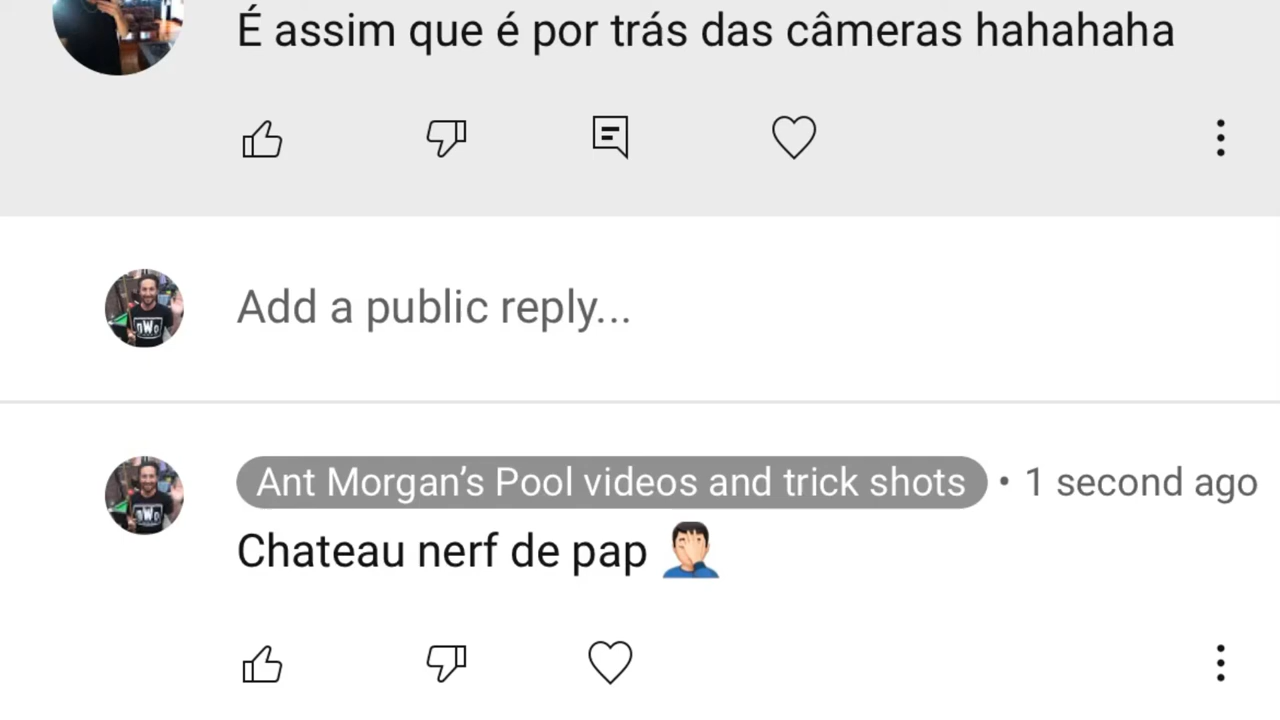 É assim que é por trás das câmeras hahahaha
Add a public reply...
Ant Morgan’s Pool videos and trick shots • 1 second ago
Chateau nerf de pap 🤦🏻‍♂️